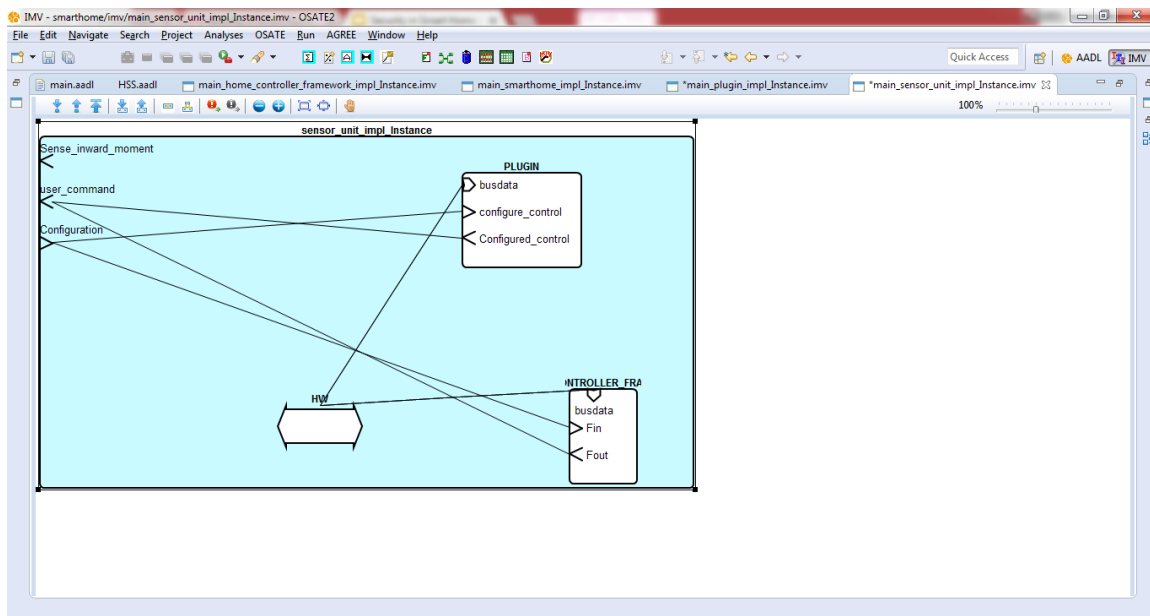 IMV - smarthome/imv/main_sensor_unit_impl_Instance.imv - OSATE2
File Edit Navigate Search Project Analyses OSATE Run AGREE Window Help
Quick Access AADL IMV
main.aadl HSS.aadl main_home_controller_framework_impl_Instance.imv main_smarthome_impl_Instance.imv *main_plugin_impl_Instance.imv *main_sensor_unit_impl_Instance.imv
100%
sensor_unit_impl_Instance
Sense_inward_moment
user_command
Configuration
PLUGIN
busdata
configure_control
Configured_control
HW
NTROLLER_FRA
busdata
Fin
Fout